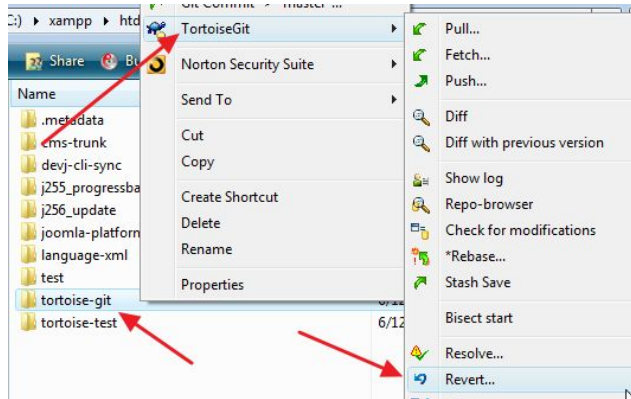 C:) ▸ xampp ▸ htd
Share Bu
Name
.metadata
cms-trunk
devj-cli-sync
j255_progressba
j256_update
joomla-platforn
language-xml
test
tortoise-git
tortoise-test
6/12
6/12
Git Commit -> "master"...
TortoiseGit
Norton Security Suite
Send To
Cut
Copy
Create Shortcut
Delete
Rename
Properties
Pull...
Fetch...
Push...
Diff
Diff with previous version
Show log
Repo-browser
Check for modifications
*Rebase...
Stash Save
Bisect start
Resolve...
Revert...